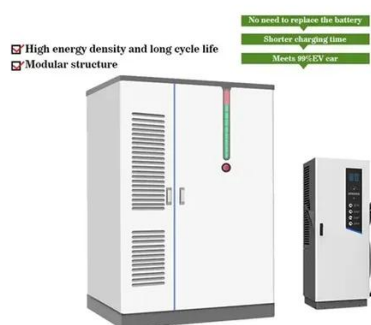 No need to replace the battery
Shorter charging time
Meets 99%EV car
High energy density and long cycle life
Modular structure